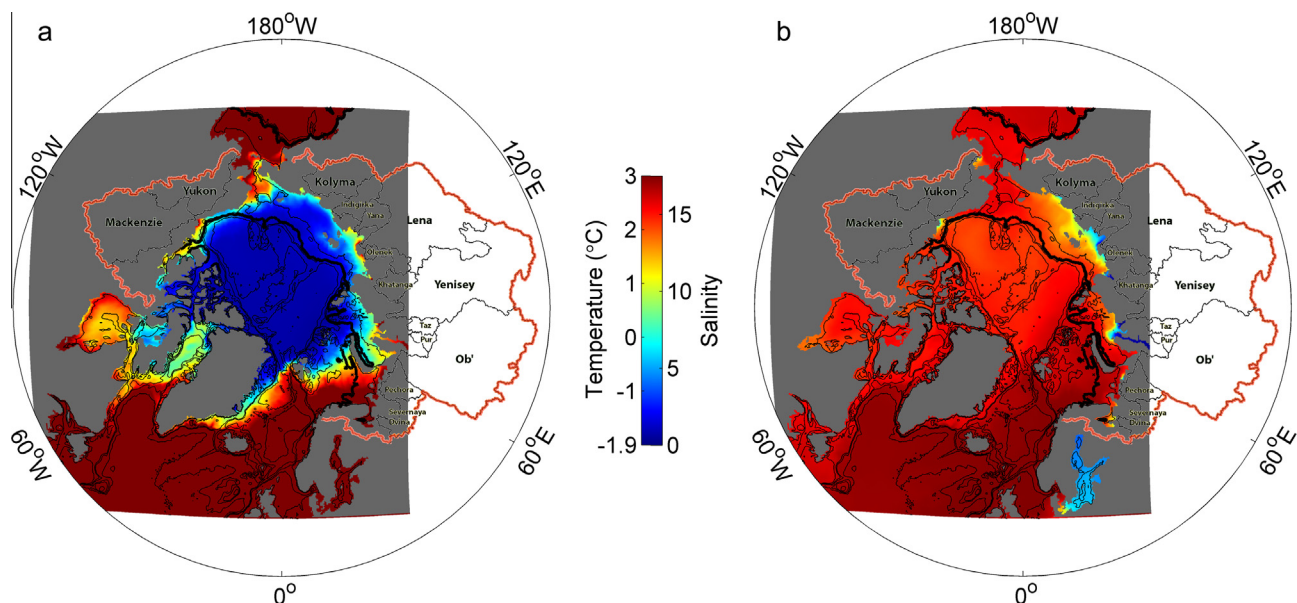 a
180°W
120°W
120°E
60°W
60°E
0°
Yukon
Mackenzie
Kolyma
Indigirka
Yana
Lena
Olenek
Khatanga
Yenisey
Taz
Pur
Ob'
Pechora
Severnaya
Dvina
3
2
1
0
-1
-1.9
Temperature (°C)
15
10
5
0
Salinity
b
180°W
120°W
120°E
60°W
60°E
0°
Yukon
Mackenzie
Kolyma
Indigirka
Yana
Lena
Olenek
Khatanga
Yenisey
Taz
Pur
Ob'
Pechora
Severnaya
Dvina